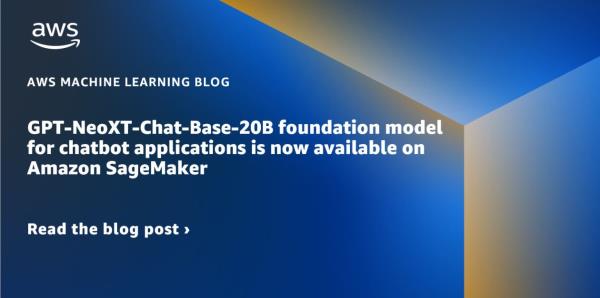 aws
AWS MACHINE LEARNING BLOG
GPT-NeoXT-Chat-Base-20B foundation model
for chatbot applications is now available on
Amazon SageMaker
Read the blog post ›